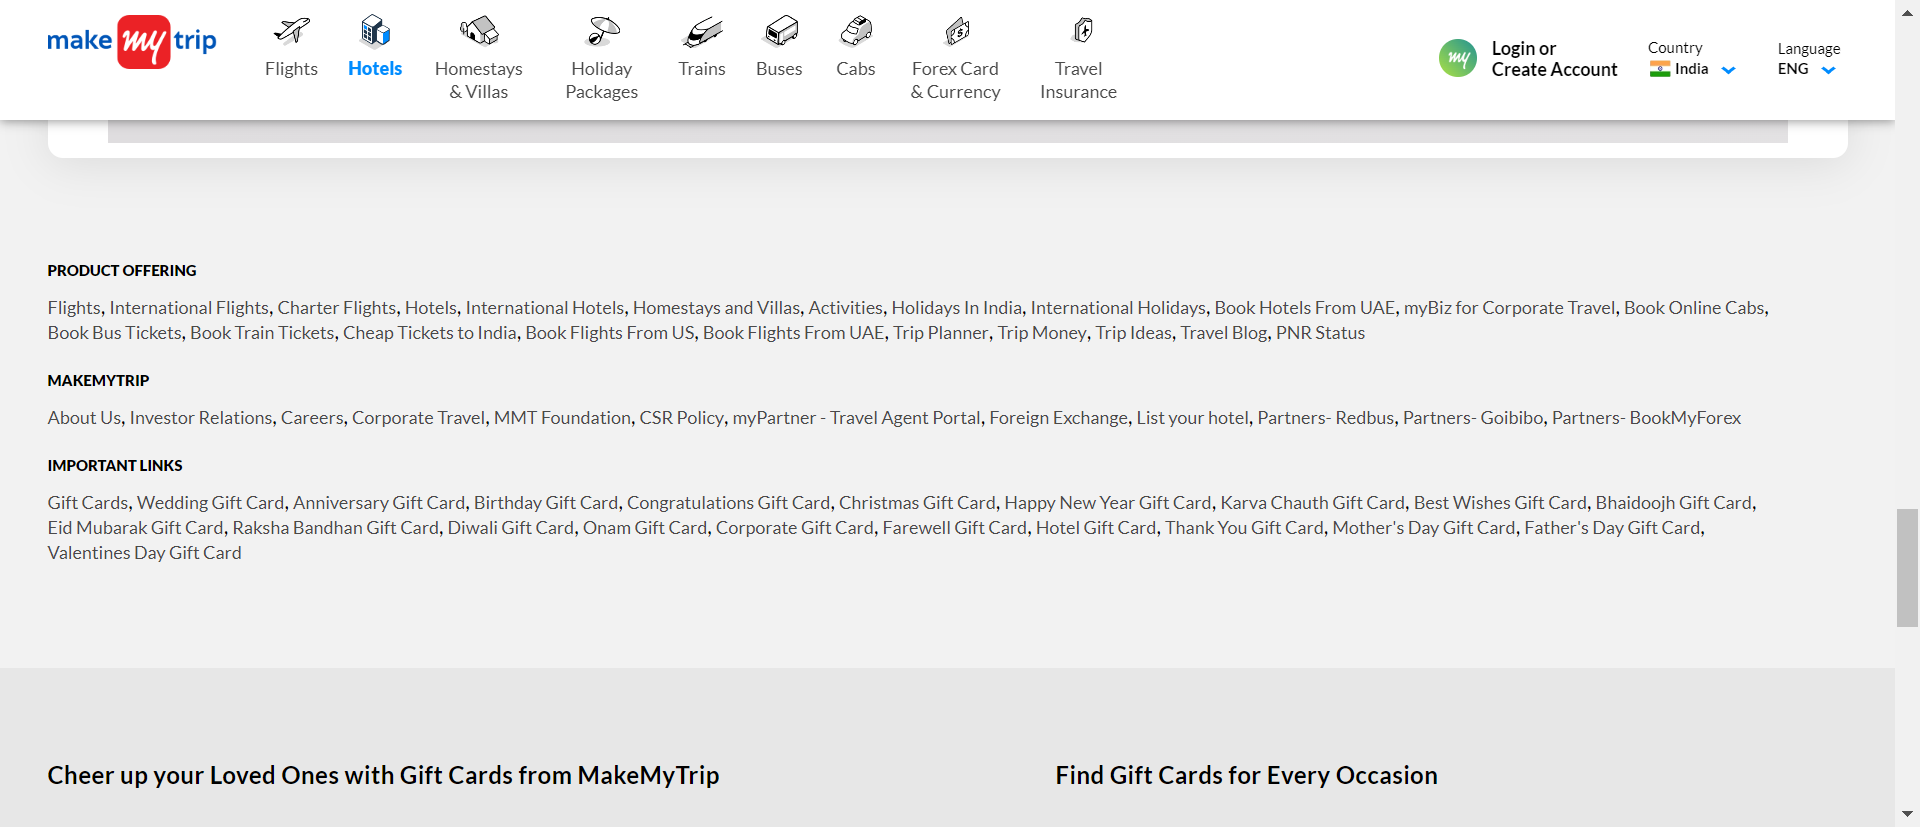 make my trip
Flights
Hotels
Homestays
& Villas
Holiday
Packages
Trains
Buses
Cabs
Forex Card
& Currency
Travel
Insurance
my
Login or
Create Account
Country
India
Language
ENG
PRODUCT OFFERING
Flights, International Flights, Charter Flights, Hotels, International Hotels, Homestays and Villas, Activities, Holidays In India, International Holidays, Book Hotels From UAE, myBiz for Corporate Travel, Book Online Cabs,
Book Bus Tickets, Book Train Tickets, Cheap Tickets to India, Book Flights From US, Book Flights From UAE, Trip Planner, Trip Money, Trip Ideas, Travel Blog, PNR Status
MAKEMYTRIP
About Us, Investor Relations, Careers, Corporate Travel, MMT Foundation, CSR Policy, myPartner - Travel Agent Portal, Foreign Exchange, List your hotel, Partners- Redbus, Partners- Goibibo, Partners- BookMyForex
IMPORTANT LINKS
Gift Cards, Wedding Gift Card, Anniversary Gift Card, Birthday Gift Card, Congratulations Gift Card, Christmas Gift Card, Happy New Year Gift Card, Karva Chauth Gift Card, Best Wishes Gift Card, Bhaidoojh Gift Card,
Eid Mubarak Gift Card, Raksha Bandhan Gift Card, Diwali Gift Card, Onam Gift Card, Corporate Gift Card, Farewell Gift Card, Hotel Gift Card, Thank You Gift Card, Mother's Day Gift Card, Father's Day Gift Card,
Valentines Day Gift Card
Cheer up your Loved Ones with Gift Cards from MakeMyTrip
Find Gift Cards for Every Occasion